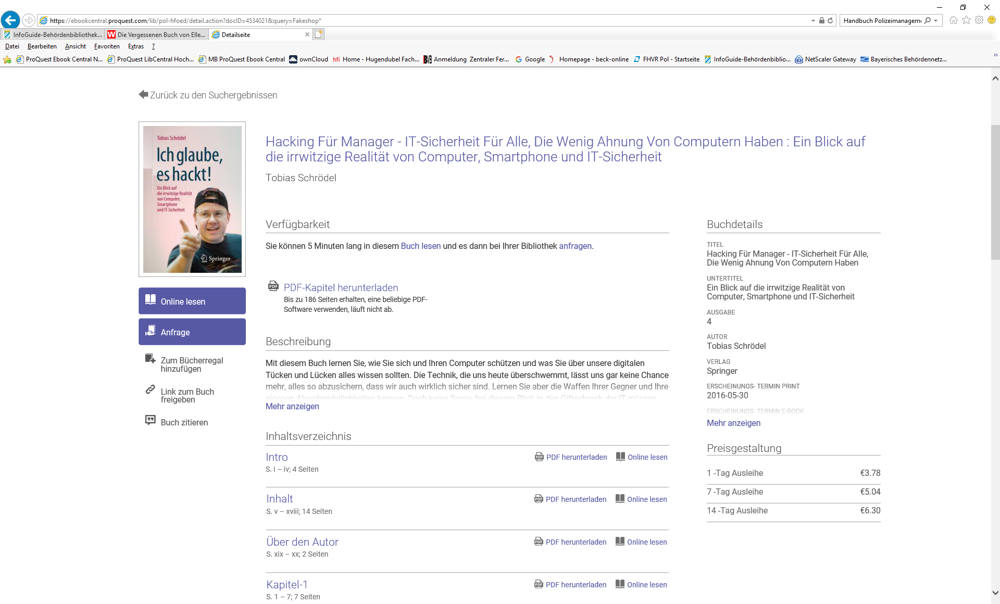 https://ebookcentral.proquest.com/lib/pol-hfoed/detail.action?docID=4534021&query=Fakeshop*
Handbuch Polizeimanagem
InfoGuide-Behördenbibliothek...
Die Vergessenen Buch von Elle...
Detailseite
Datei Bearbeiten Ansicht Favoriten Extras ?
ProQuest Ebook Central N... ProQuest LibCentral Hoch... MB ProQuest Ebook Central ownCloud hfi Home - Hugendubel Fach... BVB Anmeldung Zentraler Fer... Google Homepage - beck-online FHVR Pol - Startseite InfoGuide-Behördenbiblio... NetScaler Gateway Bayerisches Behördennetz...
Zurück zu den Suchergebnissen
Tobias Schrödel
Ich glaube,
es hackt!
Ein Blick auf
die irrwitzige Realität
von Computer,
Smartphone
und IT-Sicherheit
Springer
Online lesen
Anfrage
Zum Bücherregal
hinzufügen
Link zum Buch
freigeben
Buch zitieren
Hacking Für Manager - IT-Sicherheit Für Alle, Die Wenig Ahnung Von Computern Haben : Ein Blick auf
die irrwitzige Realität von Computer, Smartphone und IT-Sicherheit
Tobias Schrödel
Verfügbarkeit
Sie können 5 Minuten lang in diesem Buch lesen und es dann bei Ihrer Bibliothek anfragen.
PDF-Kapitel herunterladen
Bis zu 186 Seiten erhalten, eine beliebige PDF-
Software verwenden, läuft nicht ab.
Beschreibung
Mit diesem Buch lernen Sie, wie Sie sich und Ihren Computer schützen und was Sie über unsere digitalen
Tücken und Lücken alles wissen sollten. Die Technik, die uns heute überschwemmt, lässt uns gar keine Chance
mehr, alles so abzusichern, dass wir auch wirklich sicher sind. Lernen Sie aber die Waffen Ihrer Gegner und Ihre
eigenen Abwehrmöglichkeiten kennen. Doch keine Sorge, bei diesem Blick in den Giftschrank der IT müssen
Mehr anzeigen
Inhaltsverzeichnis
Intro
PDF herunterladen Online lesen
S. i – iv; 4 Seiten
Inhalt
PDF herunterladen Online lesen
S. v – xviii; 14 Seiten
Über den Autor
PDF herunterladen Online lesen
S. xix – xx; 2 Seiten
Kapitel-1
PDF herunterladen Online lesen
S. 1 – 7; 7 Seiten
Buchdetails
TITEL
Hacking Für Manager - IT-Sicherheit Für Alle,
Die Wenig Ahnung Von Computern Haben
UNTERTITEL
Ein Blick auf die irrwitzige Realität von
Computer, Smartphone und IT-Sicherheit
AUSGABE
4
AUTOR
Tobias Schrödel
VERLAG
Springer
ERSCHEINUNGS- TERMIN PRINT
2016-05-30
ERSCHEINUNGS- TERMIN E-BOOK
Mehr anzeigen
Preisgestaltung
1 -Tag Ausleihe €3.78
7 -Tag Ausleihe €5.04
14 -Tag Ausleihe €6.30